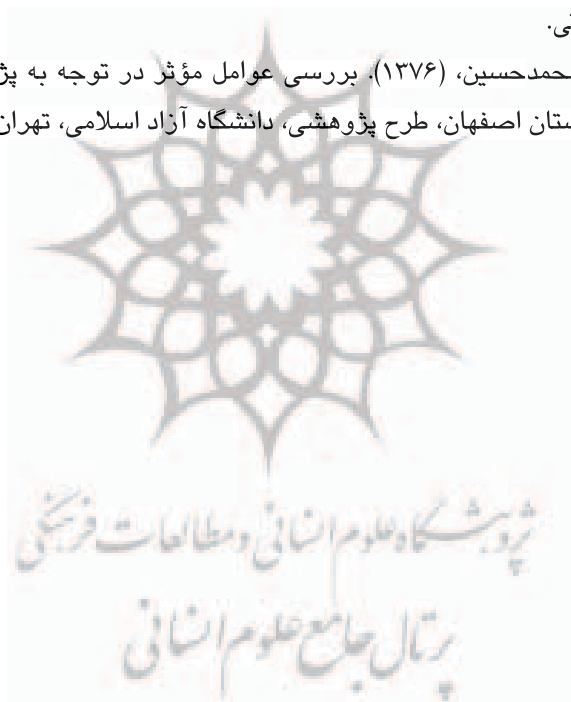 ئی.
حمدحسین، (۱۳۷۶). بررسی عوامل مؤثر در توجه به پژ
ستان اصفهان، طرح پژوهشی، دانشگاه آزاد اسلامی، تهران
پژوهشگاه علوم انسانی و مطالعات فرهنگی
پرتال جامع علوم انسانی